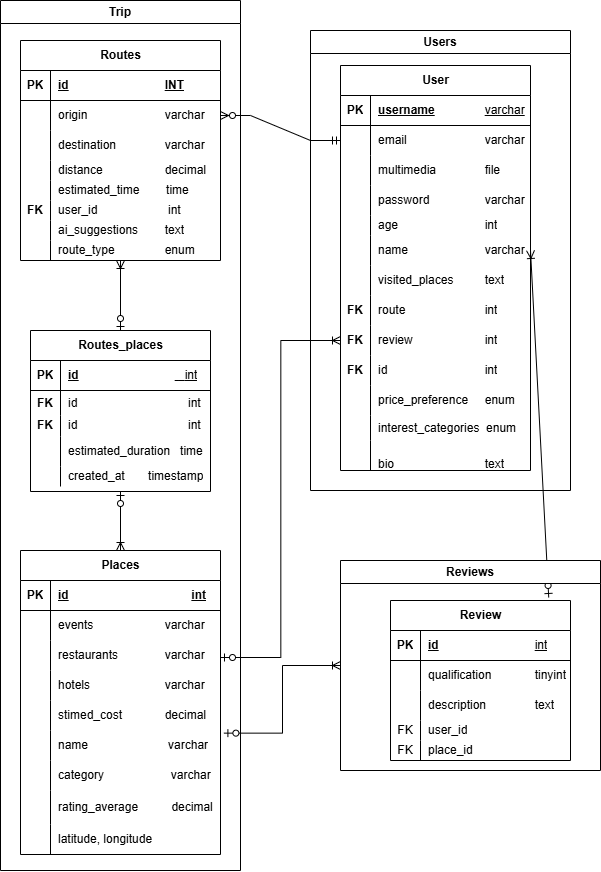 Trip
Routes
PK id INT
origin varchar
destination varchar
distance decimal
estimated_time time
FK user_id int
ai_suggestions text
route_type enum
Routes_places
PK id int
FK id int
FK id int
estimated_duration time
created_at timestamp
Places
PK id int
events varchar
restaurants varchar
hotels varchar
stimed_cost decimal
name varchar
category varchar
rating_average decimal
latitude, longitude
Users
User
PK username varchar
email varchar
multimedia file
password varchar
age int
name varchar
visited_places text
FK route int
FK review int
FK id int
price_preference enum
interest_categories enum
bio text
Reviews
Review
PK id int
qualification tinyint
description text
FK user_id
FK place_id